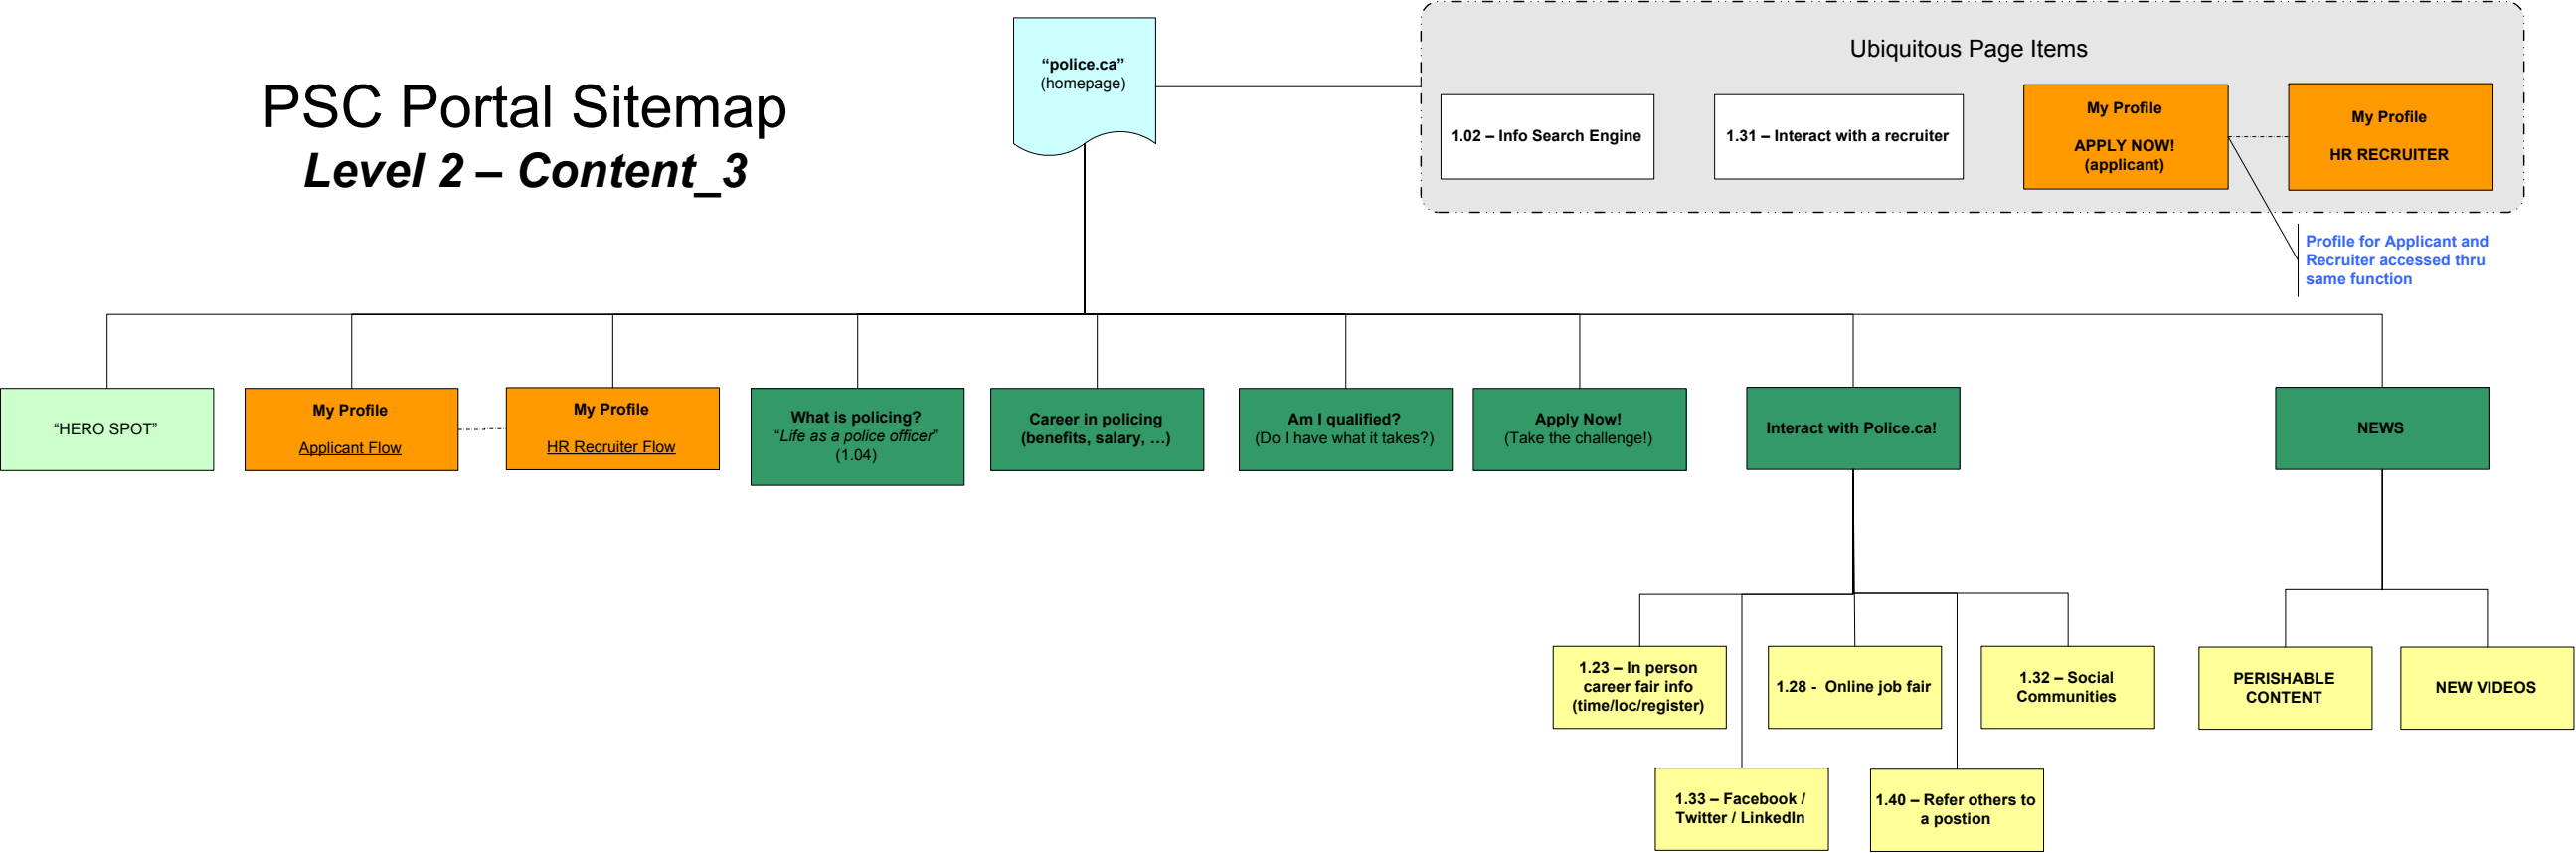 PSC Portal Sitemap
Level 2 – Content_3
“police.ca”
(homepage)
Ubiquitous Page Items
1.02 – Info Search Engine
1.31 – Interact with a recruiter
My Profile
APPLY NOW!
(applicant)
My Profile
HR RECRUITER
Profile for Applicant and
Recruiter accessed thru
same function
“HERO SPOT”
My Profile
Applicant Flow
My Profile
HR Recruiter Flow
What is policing?
“Life as a police officer”
(1.04)
Career in policing
(benefits, salary, …)
Am I qualified?
(Do I have what it takes?)
Apply Now!
(Take the challenge!)
Interact with Police.ca!
NEWS
1.23 – In person
career fair info
(time/loc/register)
1.28 -  Online job fair
1.32 – Social
Communities
PERISHABLE
CONTENT
NEW VIDEOS
1.33 – Facebook /
Twitter / LinkedIn
1.40 – Refer others to
a postion